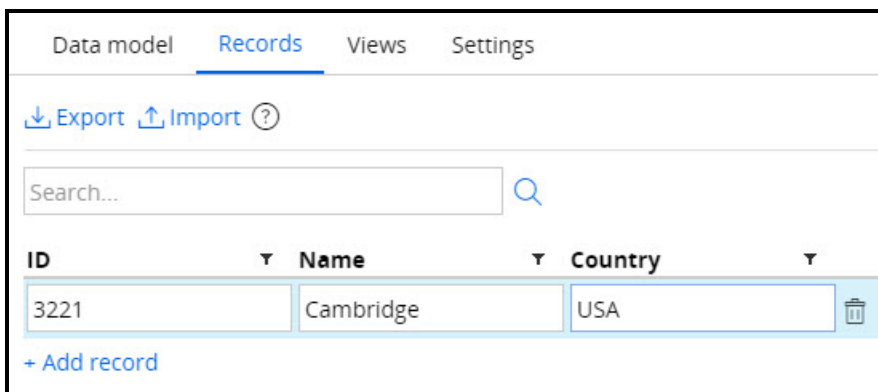 Data model Records Views Settings
Export Import ?
Search...
ID Name Country
3221 Cambridge USA
+ Add record